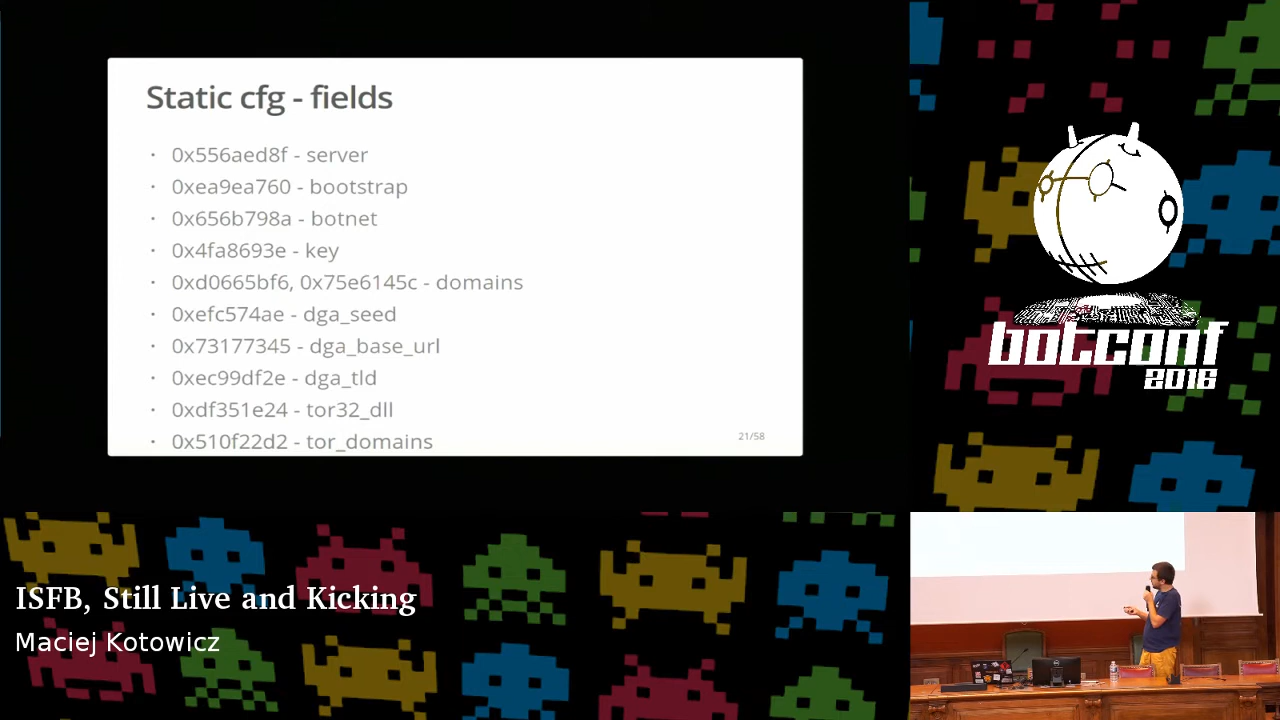 Static cfg - fields
· 0x556aed8f - server
· 0xea9ea760 - bootstrap
· 0x656b798a - botnet
· 0x4fa8693e - key
· 0xd0665bf6, 0x75e6145c - domains
· 0xefc574ae - dga_seed
· 0x73177345 - dga_base_url
· 0xec99df2e - dga_tld
· 0xdf351e24 - tor32_dll
· 0x510f22d2 - tor_domains
21/58
botconf
2016
ISFB, Still Live and Kicking
Maciej Kotowicz